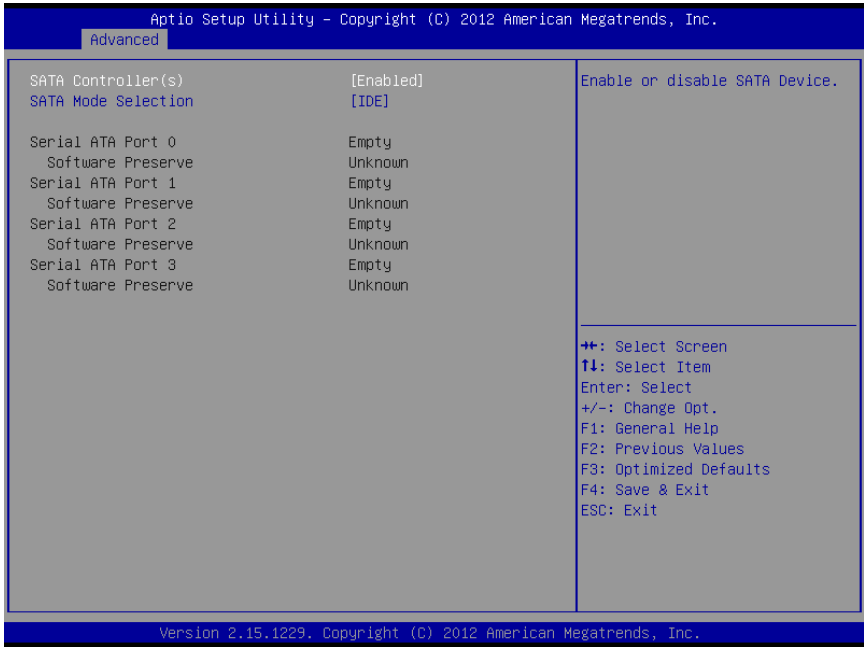 Aptio Setup Utility – Copyright (C) 2012 American Megatrends, Inc.
Advanced
SATA Controller(s) [Enabled]
SATA Mode Selection [IDE]
Serial ATA Port 0 Empty
Software Preserve Unknown
Serial ATA Port 1 Empty
Software Preserve Unknown
Serial ATA Port 2 Empty
Software Preserve Unknown
Serial ATA Port 3 Empty
Software Preserve Unknown
Enable or disable SATA Device.
→←: Select Screen
↑↓: Select Item
Enter: Select
+/-: Change Opt.
F1: General Help
F2: Previous Values
F3: Optimized Defaults
F4: Save & Exit
ESC: Exit
Version 2.15.1229. Copyright (C) 2012 American Megatrends, Inc.